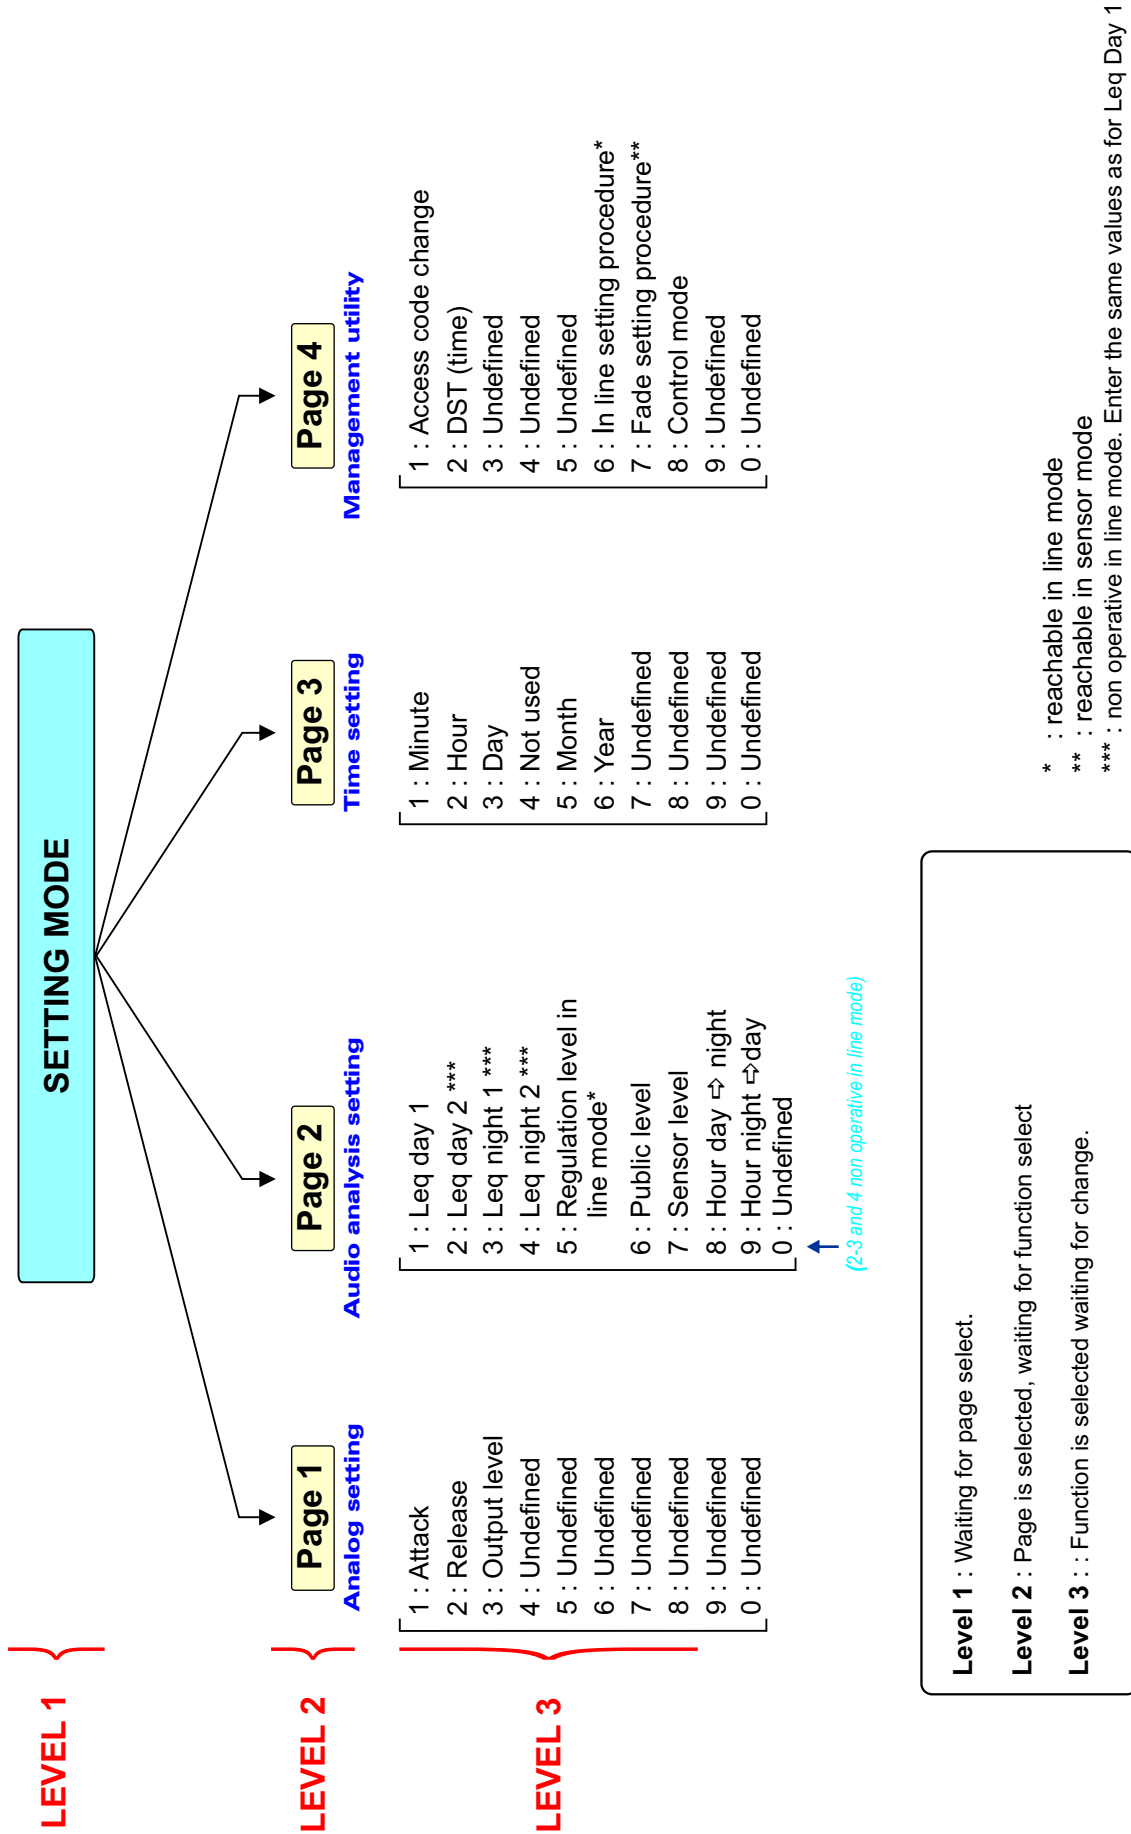 SETTING MODE
LEVEL 1
LEVEL 2
LEVEL 3
Page 1
Analog setting
1 : Attack
2 : Release
3 : Output level
4 : Undefined
5 : Undefined
6 : Undefined
7 : Undefined
8 : Undefined
9 : Undefined
0 : Undefined
Page 2
Audio analysis setting
1 : Leq day 1
2 : Leq day 2 ***
3 : Leq night 1 ***
4 : Leq night 2 ***
5 : Regulation level in
line mode*
6 : Public level
7 : Sensor level
8 : Hour day ➪ night
9 : Hour night ➪day
0 : Undefined
(2-3 and 4 non operative in line mode)
Page 3
Time setting
1 : Minute
2 : Hour
3 : Day
4 : Not used
5 : Month
6 : Year
7 : Undefined
8 : Undefined
9 : Undefined
0 : Undefined
Page 4
Management utility
1 : Access code change
2 : DST (time)
3 : Undefined
4 : Undefined
5 : Undefined
6 : In line setting procedure*
7 : Fade setting procedure**
8 : Control mode
9 : Undefined
0 : Undefined
Level 1 : Waiting for page select.
Level 2 : Page is selected, waiting for function select
Level 3 : : Function is selected waiting for change.
* : reachable in line mode
** : reachable in sensor mode
*** : non operative in line mode. Enter the same values as for Leq Day 1